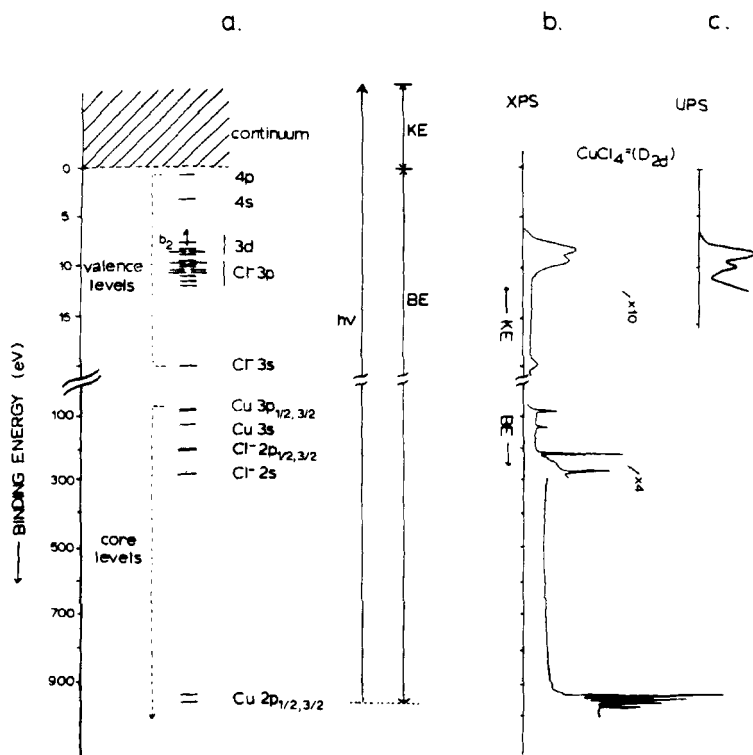 a.
b.
c.
XPS
UPS
CuCl₄⁼(D₂d)
continuum
KE
0
4p
4s
5
b₂
3d
10
Cl⁻3p
valence levels
15
BE
hν
KE
x10
Cl⁻3s
BINDING ENERGY (eV)
100
Cu 3p₁/₂,₃/₂
Cu 3s
Cl⁻2p₁/₂,₃/₂
BE
300
Cl⁻2s
x4
500
core levels
700
900
Cu 2p₁/₂,₃/₂